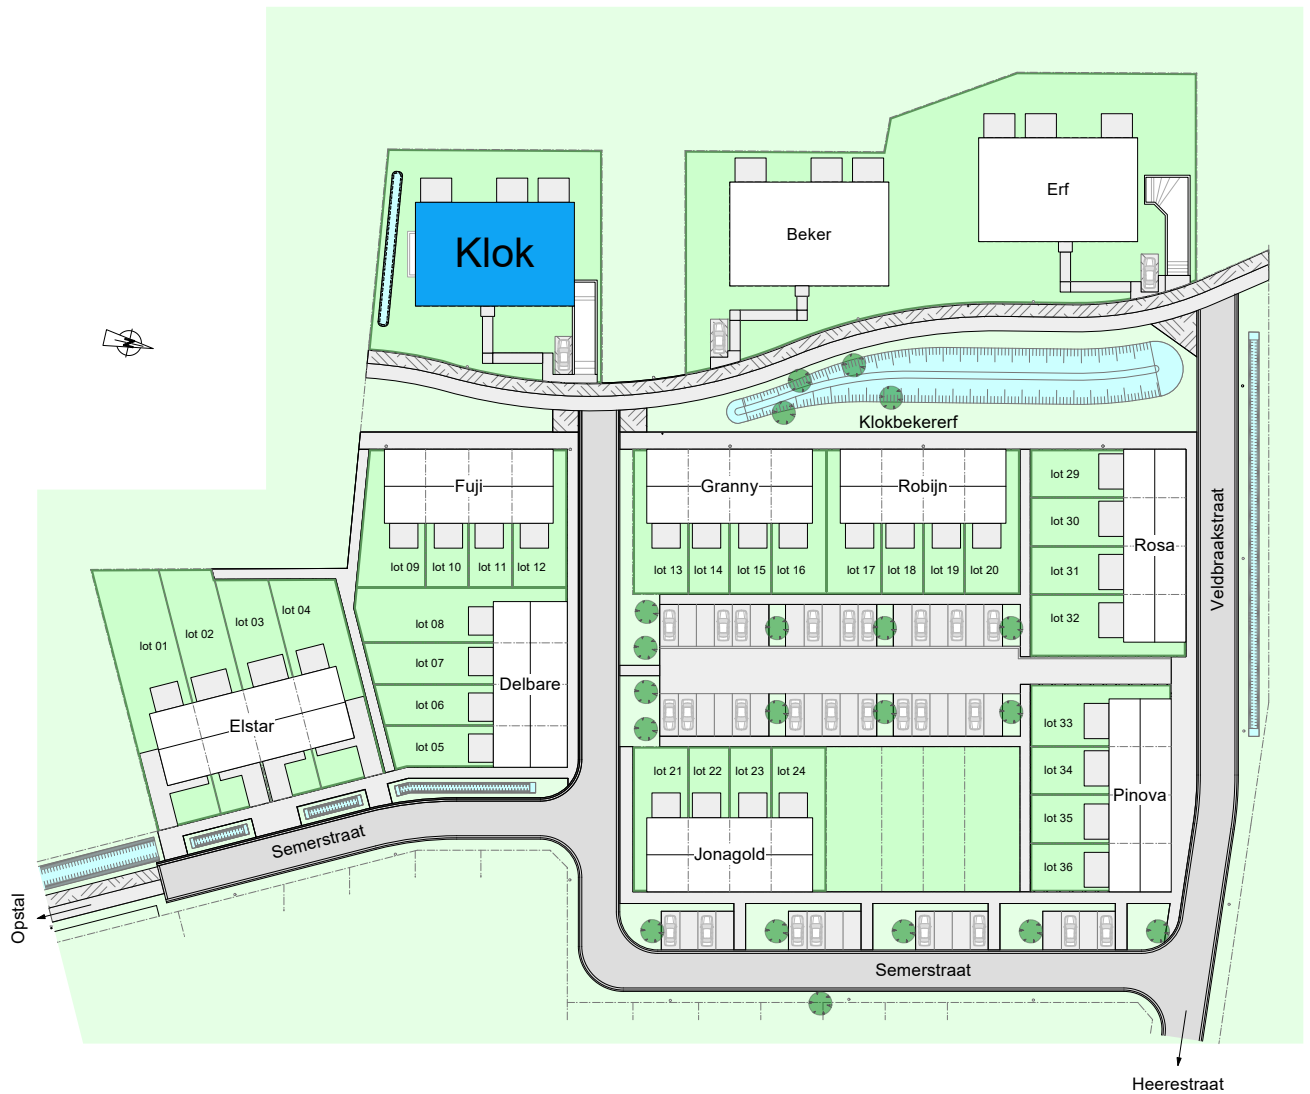 Erf
Klok
Beker
N
Klokbekererf
lot 29
Fuji
Granny
Robijn
lot 30
Rosa
Veldbraakstraat
lot 09
lot 10
lot 11
lot 12
lot 13
lot 14
lot 15
lot 16
lot 17
lot 18
lot 19
lot 20
lot 31
lot 32
lot 01
lot 02
lot 03
lot 04
lot 08
lot 07
Delbare
lot 06
lot 05
Elstar
lot 33
lot 34
Pinova
lot 35
lot 36
lot 21
lot 22
lot 23
lot 24
Jonagold
Semerstraat
Opstal
Semerstraat
Heerestraat